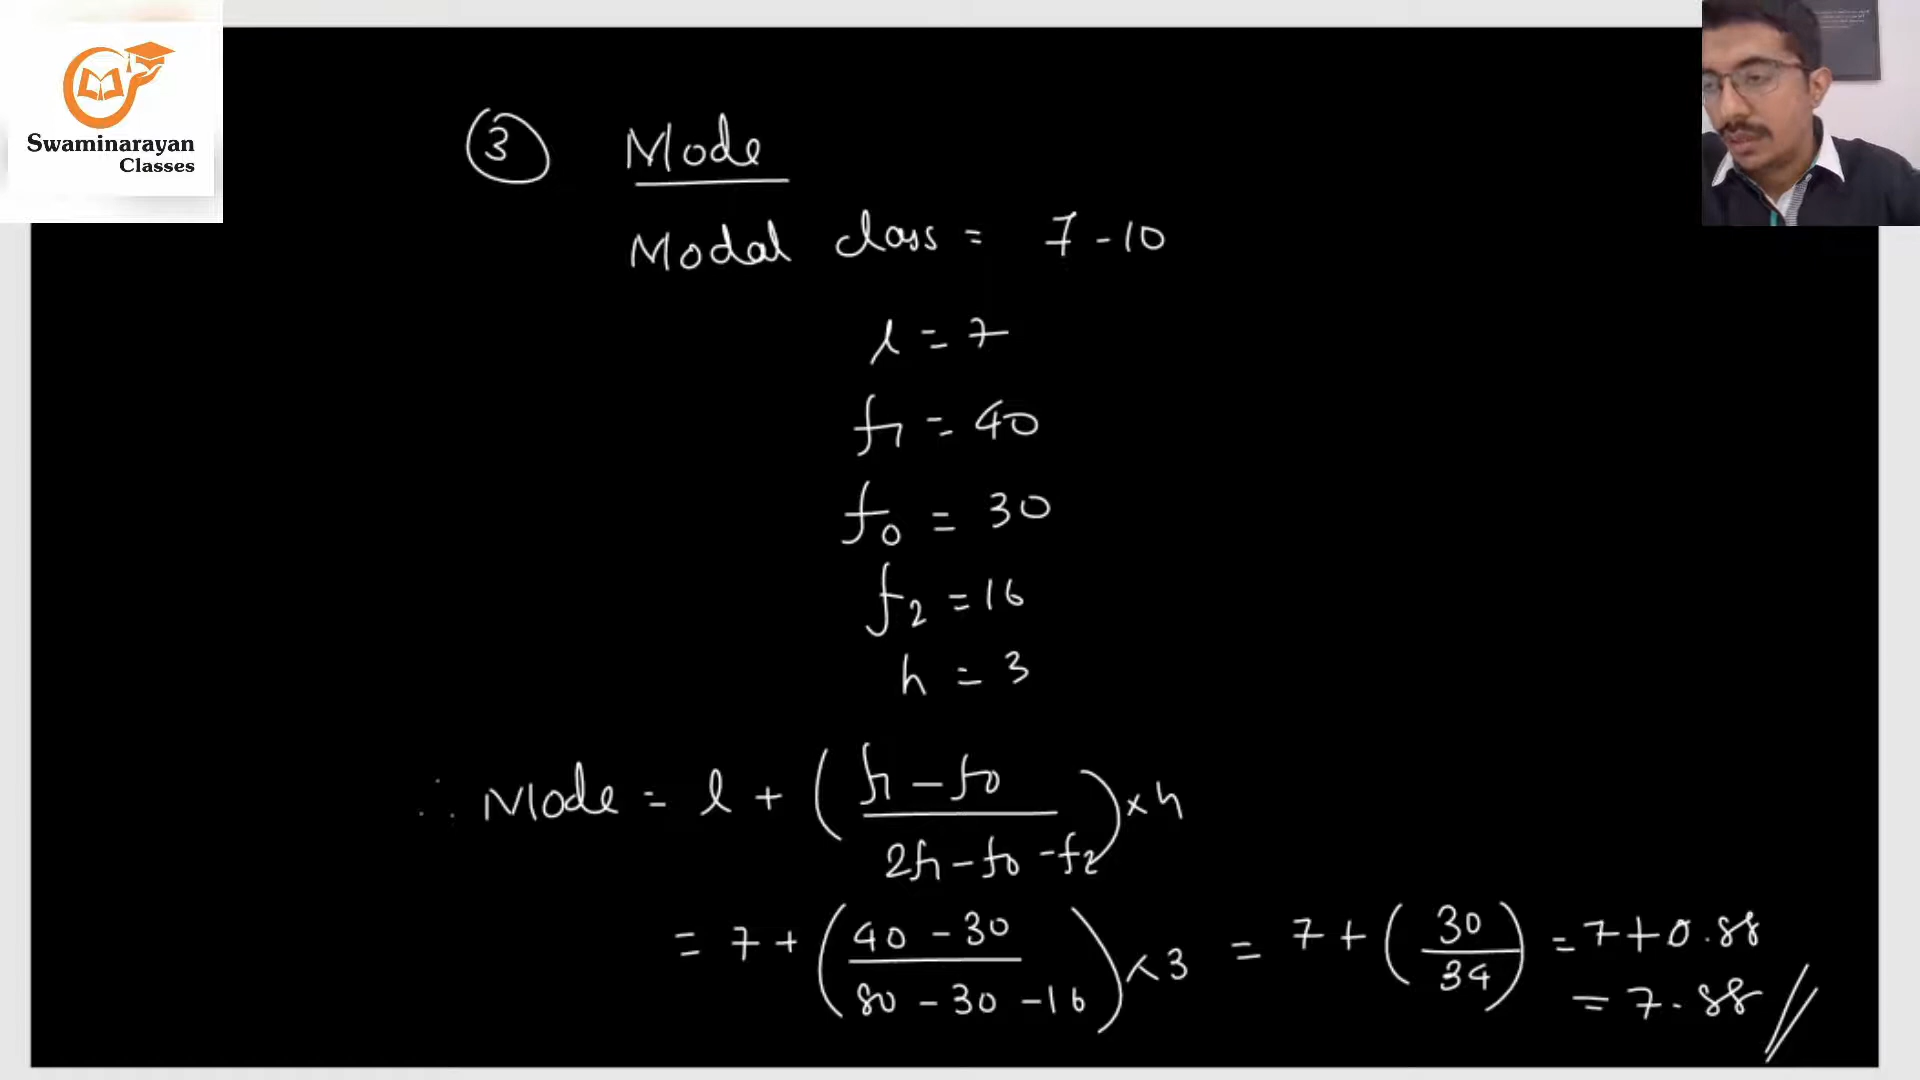 Swaminarayan
Classes
3 Mode
Modal class = 7-10
l = 7
f1 = 40
f0 = 30
f2 = 16
h = 3
∴ Mode = l + (f1 - f0 / 2f1 - f0 - f2) × h
= 7 + (40 - 30 / 80 - 30 - 16) × 3 = 7 + (30 / 34) = 7 + 0.88
= 7.88 //